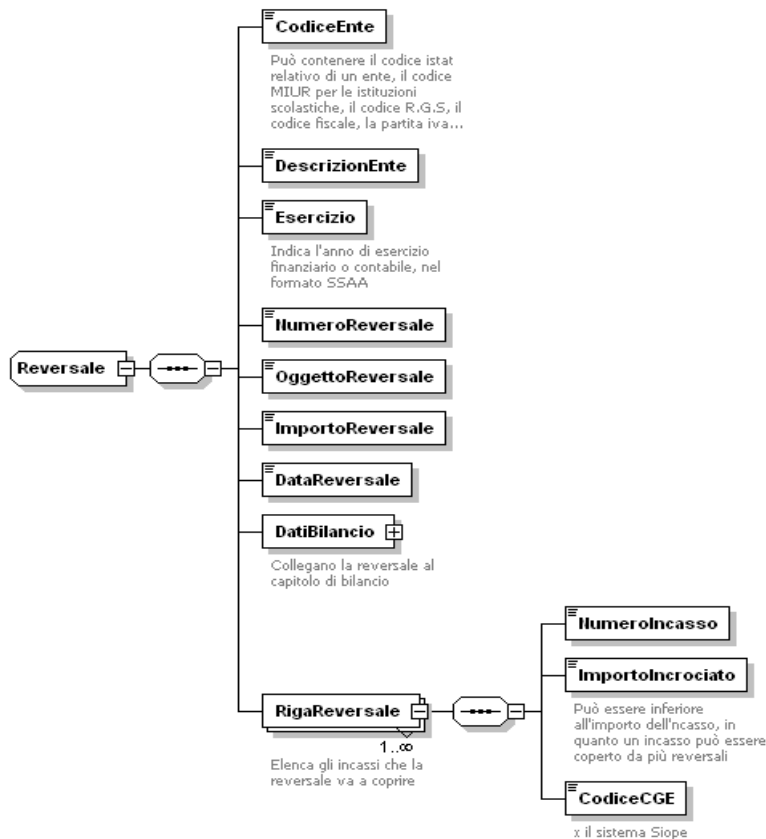 CodiceEnte
Può contenere il codice istat
relativo di un ente, il codice
MIUR per le istituzioni
scolastiche, il codice R.G.S, il
codice fiscale, la partita iva...
DescrizionEnte
Esercizio
Indica l'anno di esercizio
finanziario o contabile, nel
formato SSAA
NumeroReversale
Reversale
OggettoReversale
ImportoReversale
DataReversale
DatiBilancio
Collegano la reversale al
capitolo di bilancio
RigaReversale
1..∞
Elenca gli incassi che la
reversale va a coprire
NumeroIncasso
ImportoIncrociato
Può essere inferiore
all'importo dell'ncasso, in
quanto un incasso può essere
coperto da più reversali
CodiceCGE
x il sistema Siope